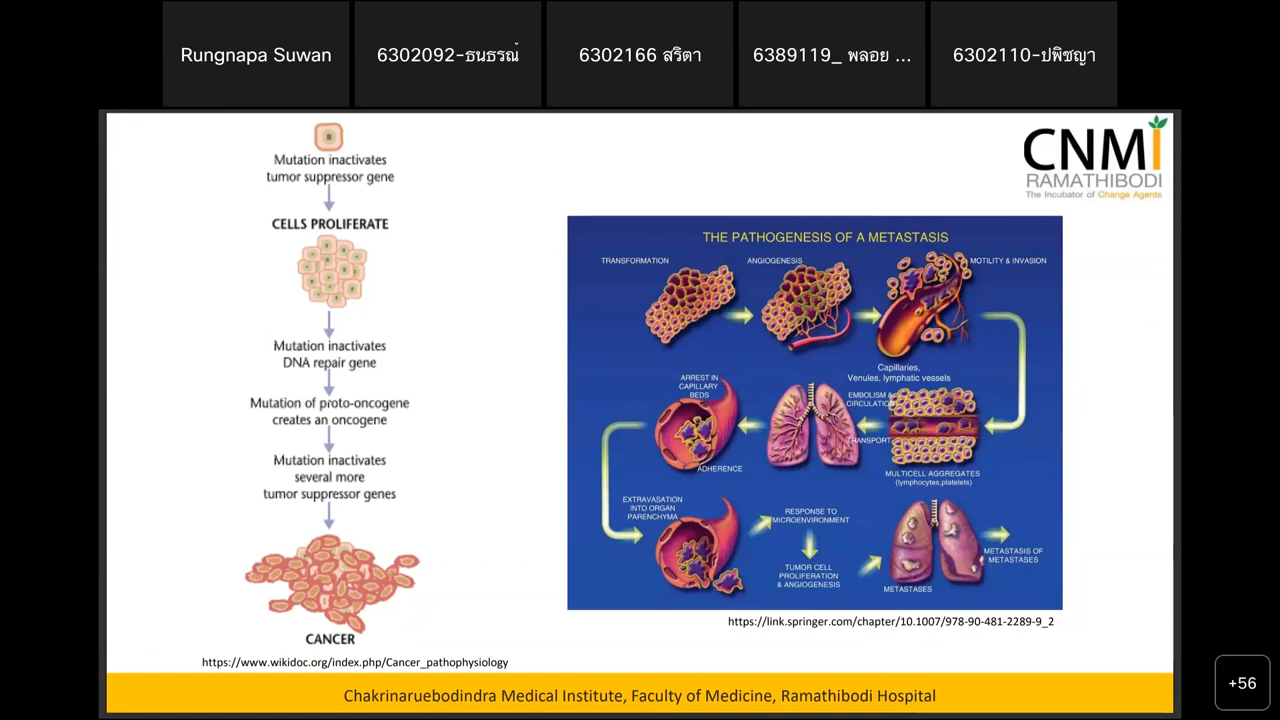 Rungnapa Suwan
6302092-ธนธรณ์
6302166 สริตา
6389119_ พลอย ...
6302110-ปพิชญา
CNMi
RAMATHIBODI
The Incubator of Change Agents
Mutation inactivates
tumor suppressor gene
CELLS PROLIFERATE
Mutation inactivates
DNA repair gene
Mutation of proto-oncogene
creates an oncogene
Mutation inactivates
several more
tumor suppressor genes
CANCER
https://www.wikidoc.org/index.php/Cancer_pathophysiology
THE PATHOGENESIS OF A METASTASIS
TRANSFORMATION
ANGIOGENESIS
MOTILITY & INVASION
Capillaries,
Venules, lymphatic vessels
ARREST IN
CAPILLARY
BEDS
EMBOLISM &
CIRCULATION
TRANSPORT
ADHERENCE
MULTICELL AGGREGATES
(lymphocytes,platelets)
EXTRAVASATION
INTO ORGAN
PARENCHYMA
RESPONSE TO
MICROENVIRONMENT
TUMOR CELL
PROLIFERATION
& ANGIOGENESIS
METASTASES
METASTASIS OF
METASTASES
https://link.springer.com/chapter/10.1007/978-90-481-2289-9_2
Chakrinaruebodindra Medical Institute, Faculty of Medicine, Ramathibodi Hospital
+56